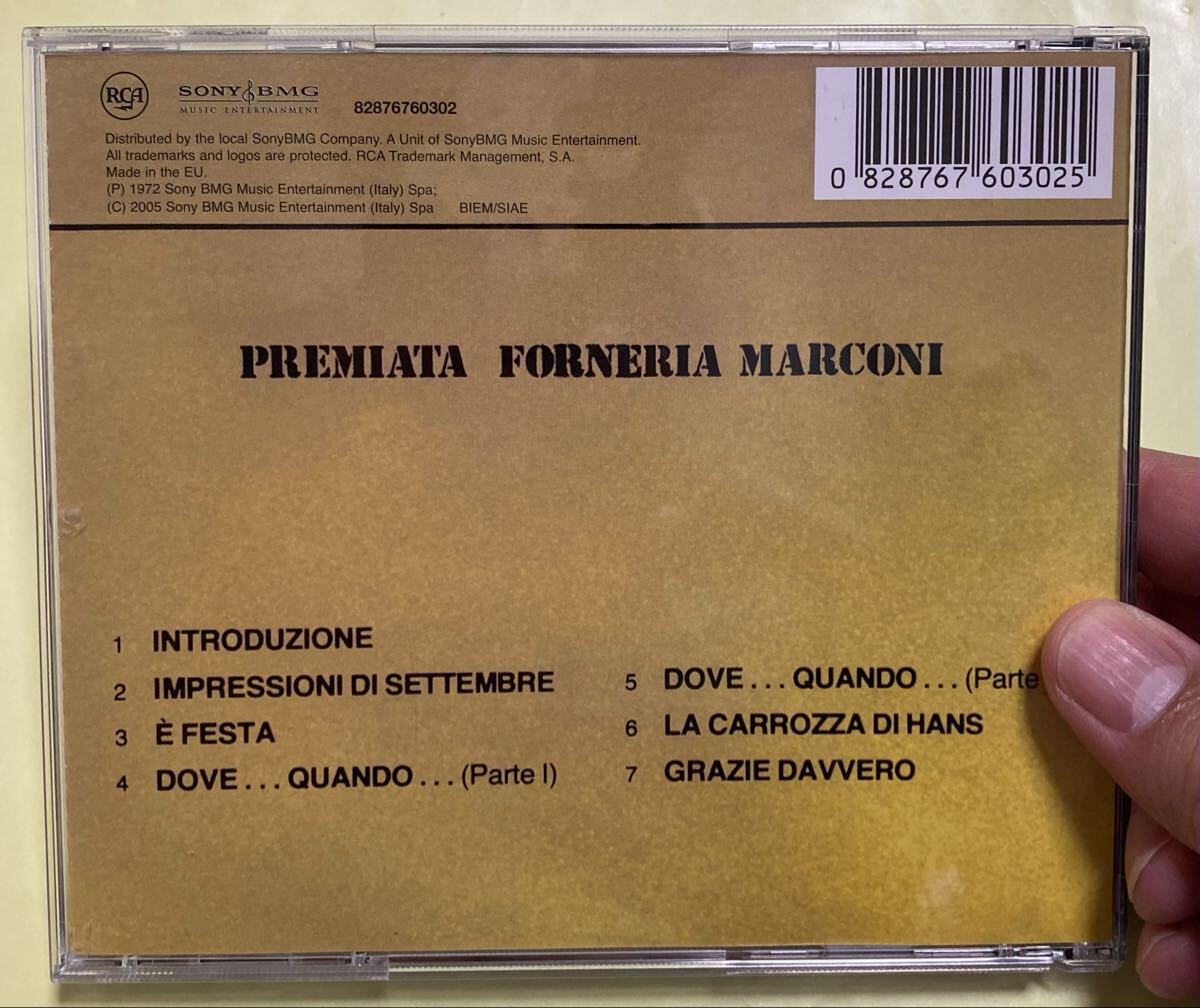 RCA
SONY BMG
MUSIC ENTERTAINMENT
82876760302
Distributed by the local SonyBMG Company. A Unit of SonyBMG Music Entertainment.
All trademarks and logos are protected. RCA Trademark Management, S.A.
Made in the EU.
(P) 1972 Sony BMG Music Entertainment (Italy) Spa;
(C) 2005 Sony BMG Music Entertainment (Italy) Spa BIEM/SIAE
0 828767 603025
PREMIATA FORNERIA MARCONI
1 INTRODUZIONE
2 IMPRESSIONI DI SETTEMBRE
3 È FESTA
4 DOVE...QUANDO...(Parte I)
5 DOVE...QUANDO...(Parte
6 LA CARROZZA DI HANS
7 GRAZIE DAVVERO